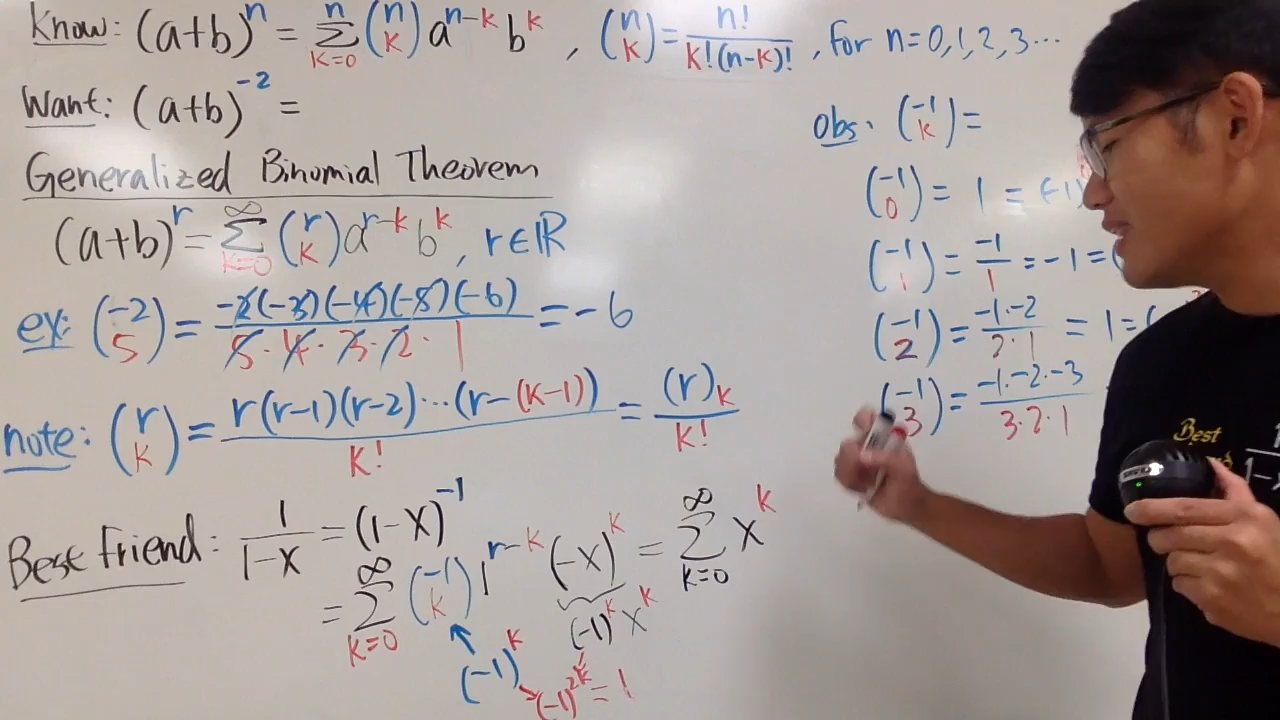 Know: (a+b)^n = Σ_{k=0}^{n} (n k) a^{n-k} b^k , (n k) = n!/(k!(n-k)!) , for n=0,1,2,3...
Want: (a+b)^{-2} =
Generalized Binomial Theorem
(a+b)^r = Σ_{k=0}^{∞} (r k) a^{r-k} b^k , r∈ℝ
ex: (-2 5) = -2(-3)(-4)(-5)(-6)/(5·4·3·2·1) = -6
note: (r k) = r(r-1)(r-2)...(r-(k-1))/k! = (r)_k/k!
Best Friend: 1/(1-x) = (1-x)^{-1}
= Σ_{k=0}^{∞} (-1 k) 1^{r-k} (-x)^k = Σ_{k=0}^{∞} x^k
(-1)^k x^k
(-1)^k
(-1)^{2k} = 1
Obs: (-1 k) =
(-1 0) = 1 = (-1)
(-1 1) = -1/1 = -1 = (
(-1 2) = -1·-2/(2·1) = 1 = (
(-1 3) = -1·-2·-3/(3·2·1)
Best
1-